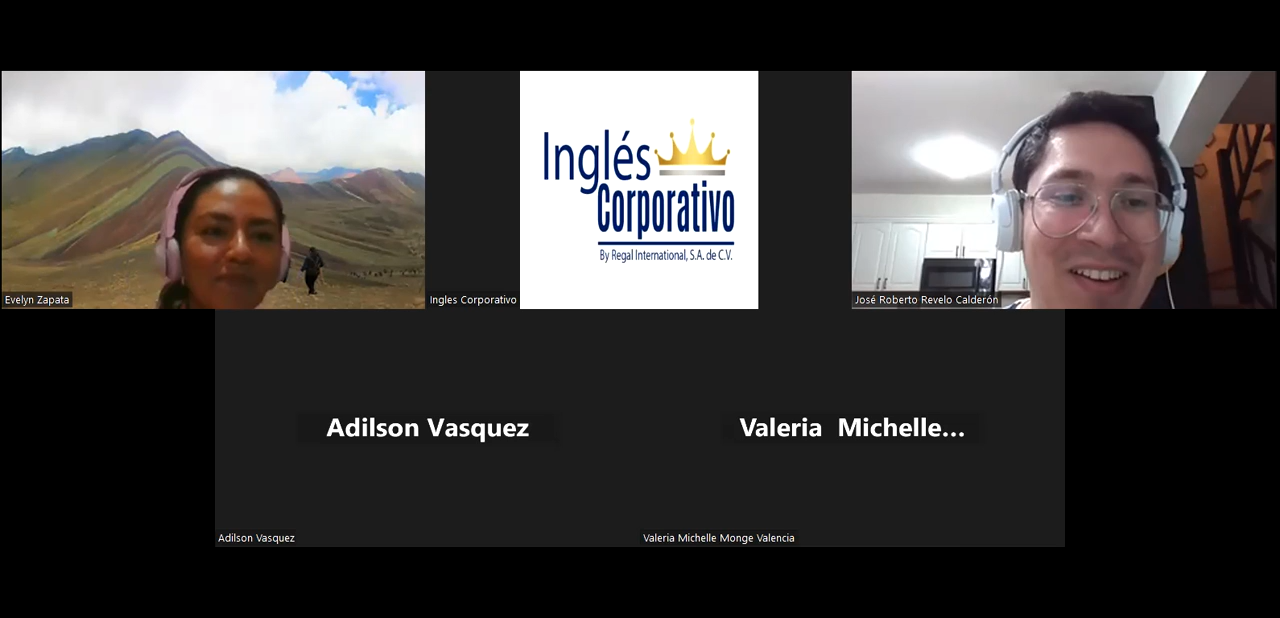 Inglés
Corporativo
By Regal International, S.A. de C.V.
Evelyn Zapata
Ingles Corporativo
José Roberto Revelo Calderón
Adilson Vasquez
Valeria Michelle...
Adilson Vasquez
Valeria Michelle Monge Valencia